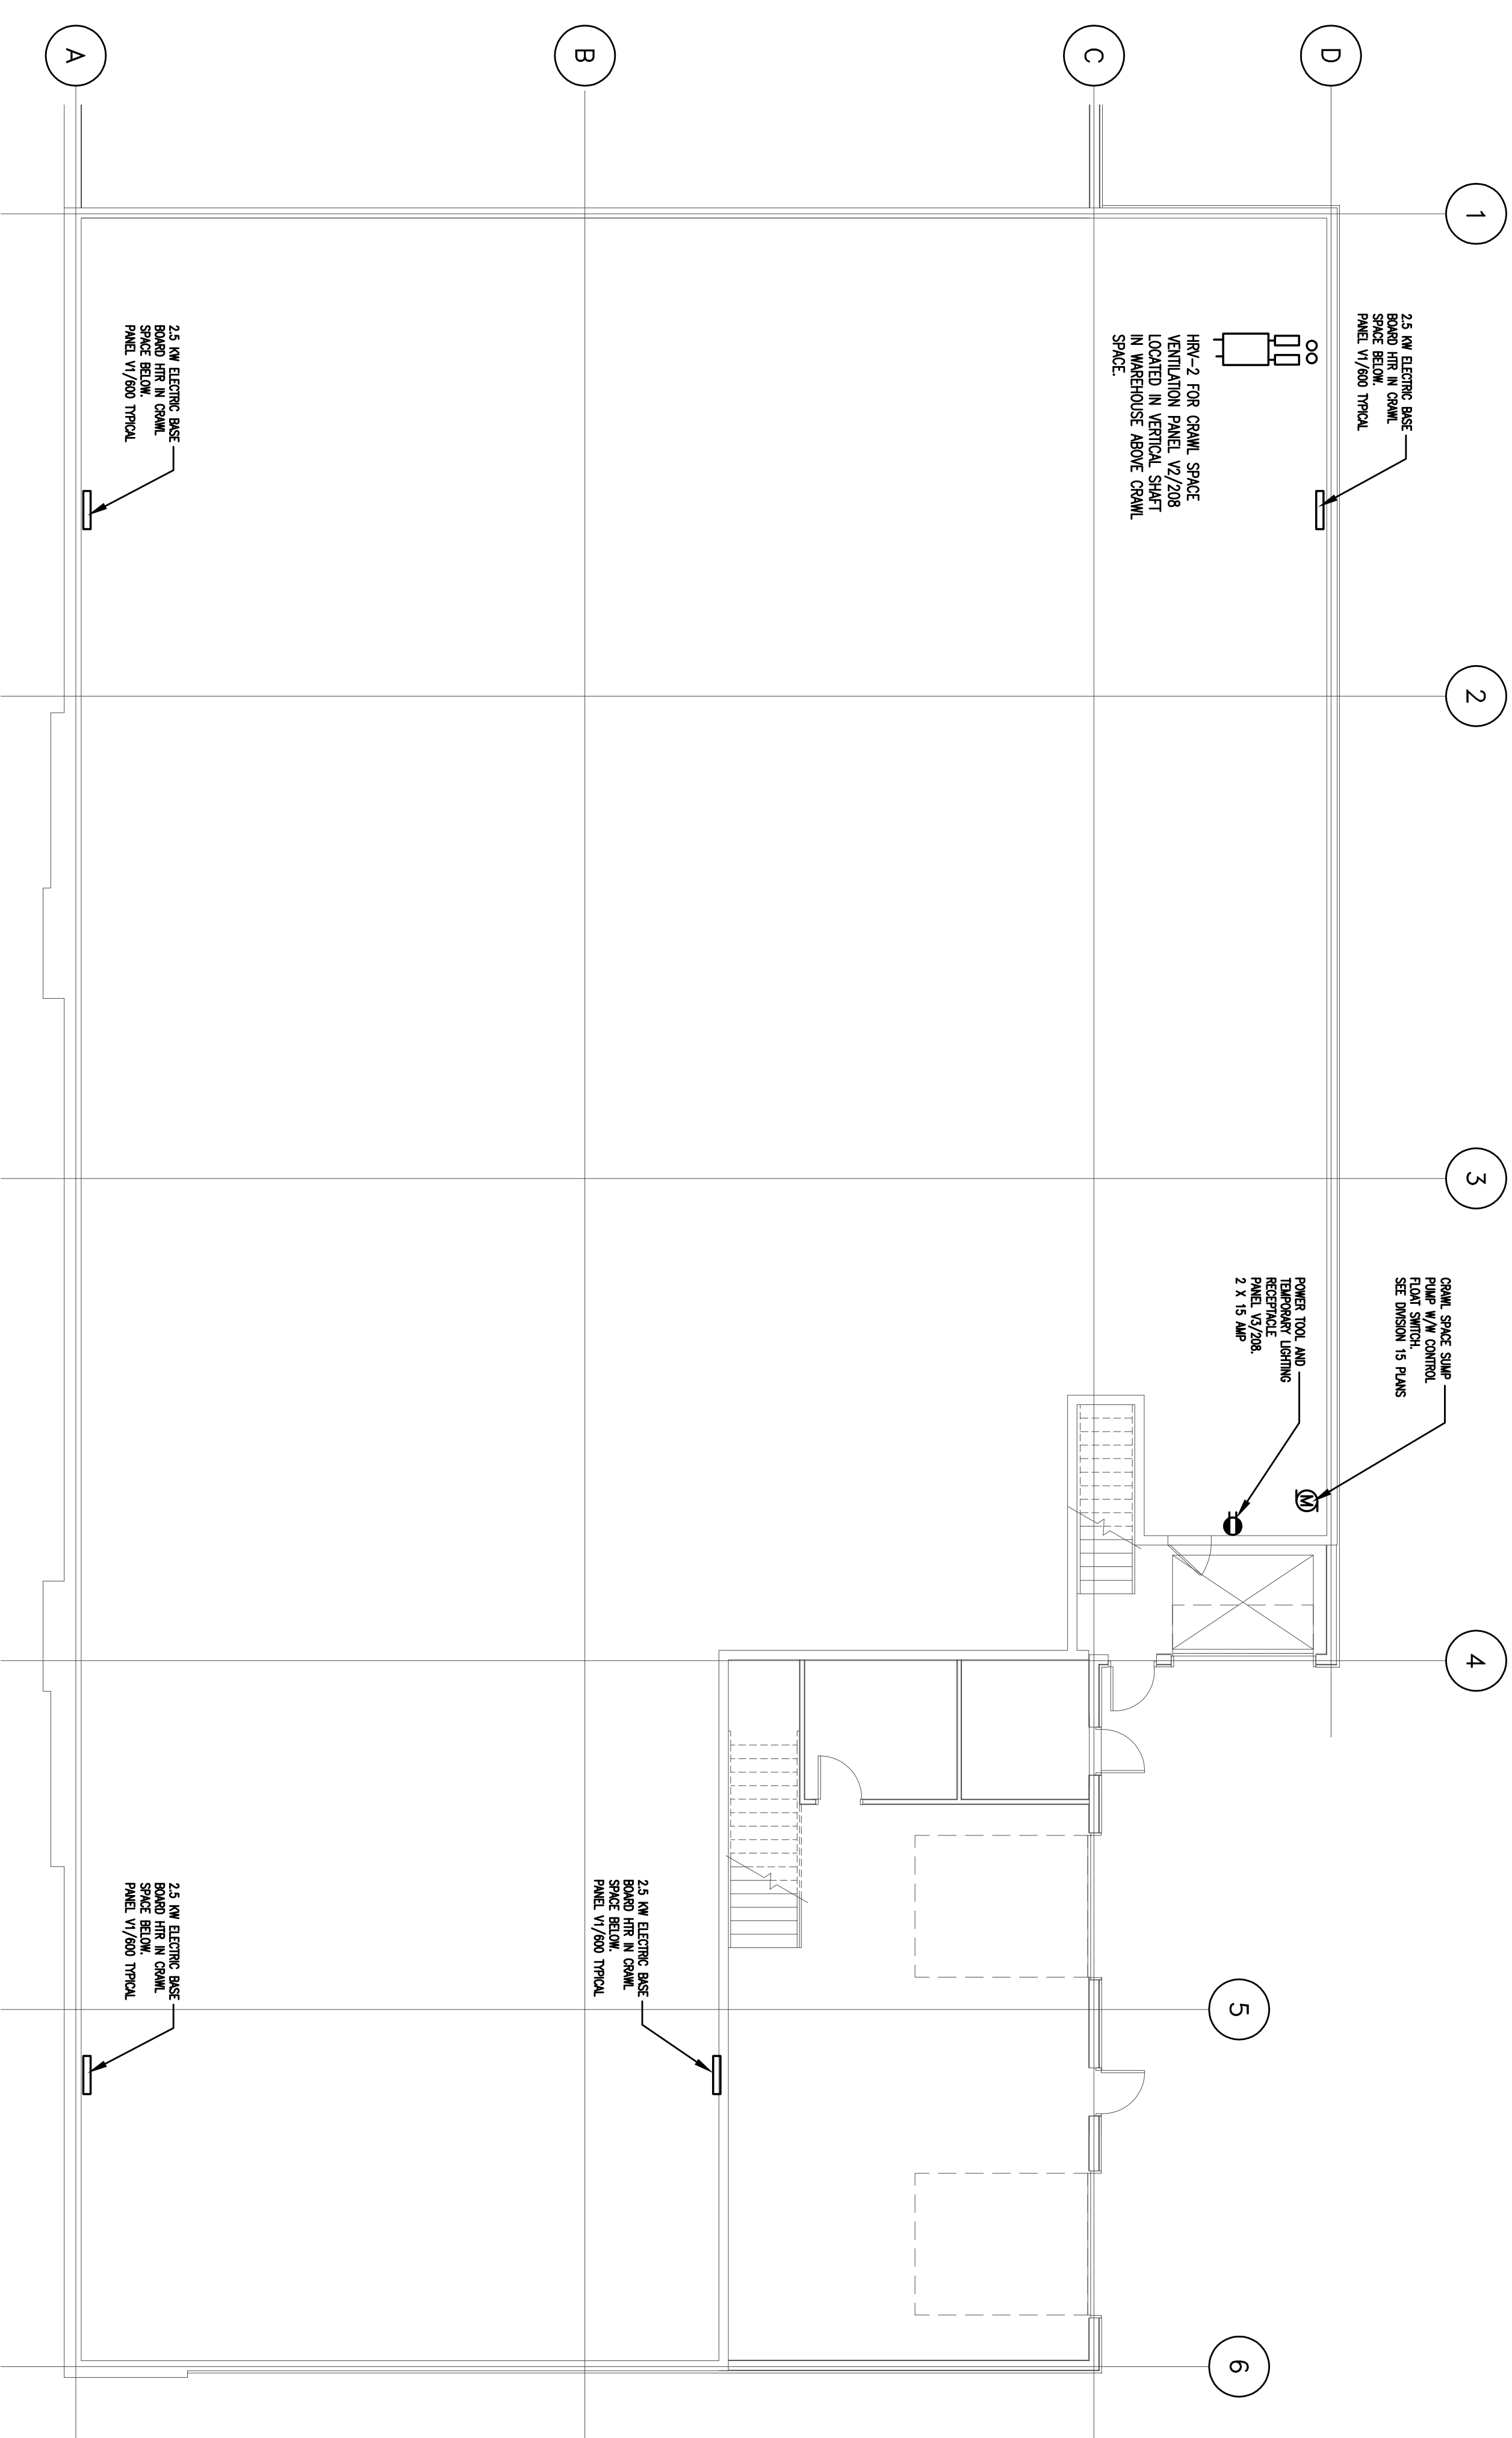 1
2
3
4
5
6
D
C
B
A
2.5 KW ELECTRIC BASE
BOARD HTR IN CRAWL
SPACE BELOW.
PANEL V1/600 TYPICAL
HRV-2 FOR CRAWL SPACE
VENTILATION PANEL V2/208
LOCATED IN VERTICAL SHAFT
IN WAREHOUSE ABOVE CRAWL
SPACE.
CRAWL SPACE SUMP
PUMP W/W CONTROL
FLOAT SWITCH.
SEE DIVISION 15 PLANS
POWER TOOL AND
TEMPORARY LIGHTING
RECEPTACLE
PANEL V3/208.
2 X 15 AMP
M
2.5 KW ELECTRIC BASE
BOARD HTR IN CRAWL
SPACE BELOW.
PANEL V1/600 TYPICAL
2.5 KW ELECTRIC BASE
BOARD HTR IN CRAWL
SPACE BELOW.
PANEL V1/600 TYPICAL
2.5 KW ELECTRIC BASE
BOARD HTR IN CRAWL
SPACE BELOW.
PANEL V1/600 TYPICAL